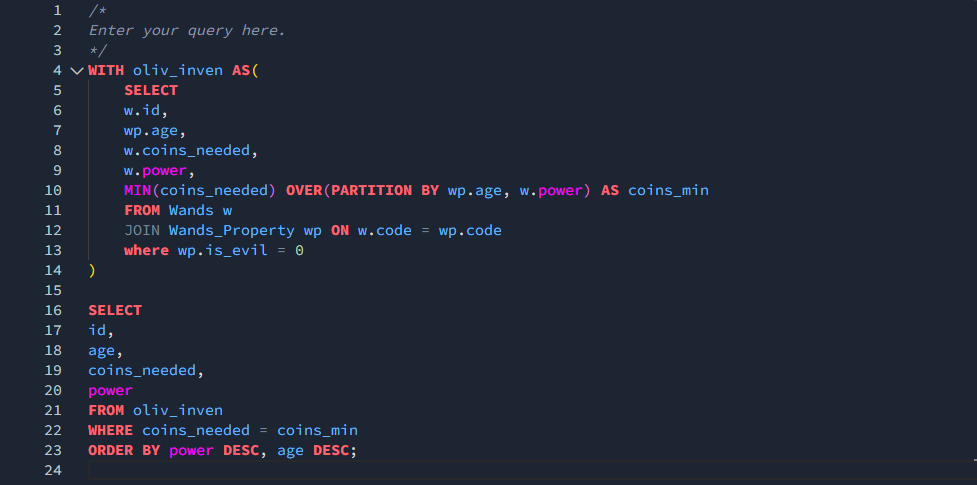 1 /*
2 Enter your query here.
3 */
4 WITH oliv_inven AS(
5 SELECT
6 w.id,
7 wp.age,
8 w.coins_needed,
9 w.power,
10 MIN(coins_needed) OVER(PARTITION BY wp.age, w.power) AS coins_min
11 FROM Wands w
12 JOIN Wands_Property wp ON w.code = wp.code
13 where wp.is_evil = 0
14 )
15
16 SELECT
17 id,
18 age,
19 coins_needed,
20 power
21 FROM oliv_inven
22 WHERE coins_needed = coins_min
23 ORDER BY power DESC, age DESC;
24